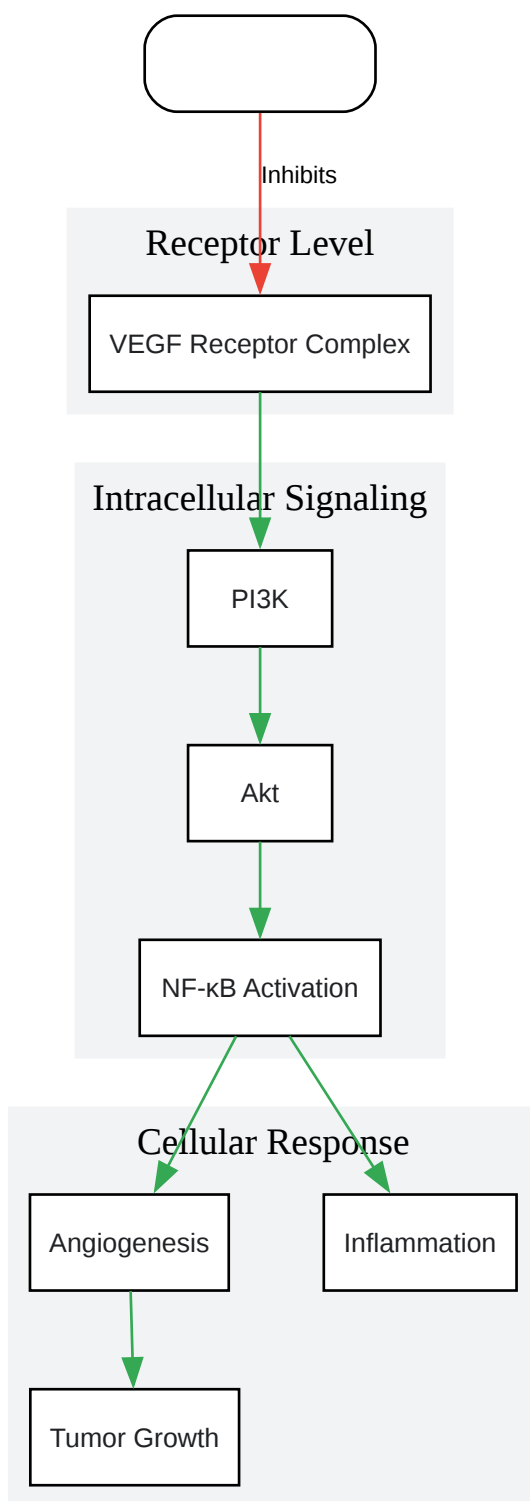 Inhibits
Receptor Level
VEGF Receptor Complex
Intracellular Signaling
PI3K
Akt
NF-κB Activation
Cellular Response
Angiogenesis
Inflammation
Tumor Growth